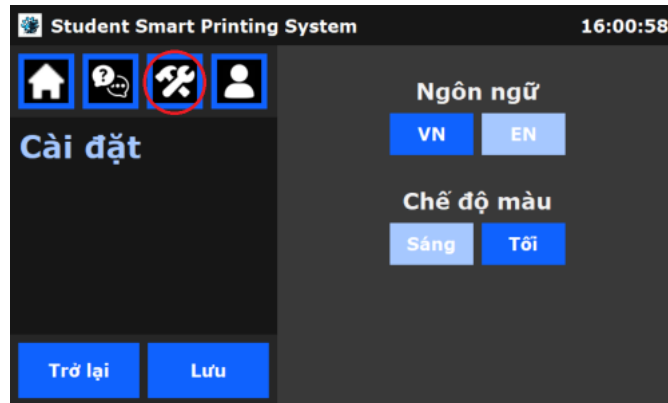 Student Smart Printing System
16:00:58
Cài đặt
Ngôn ngữ
VN EN
Chế độ màu
Sáng Tối
Trở lại Lưu